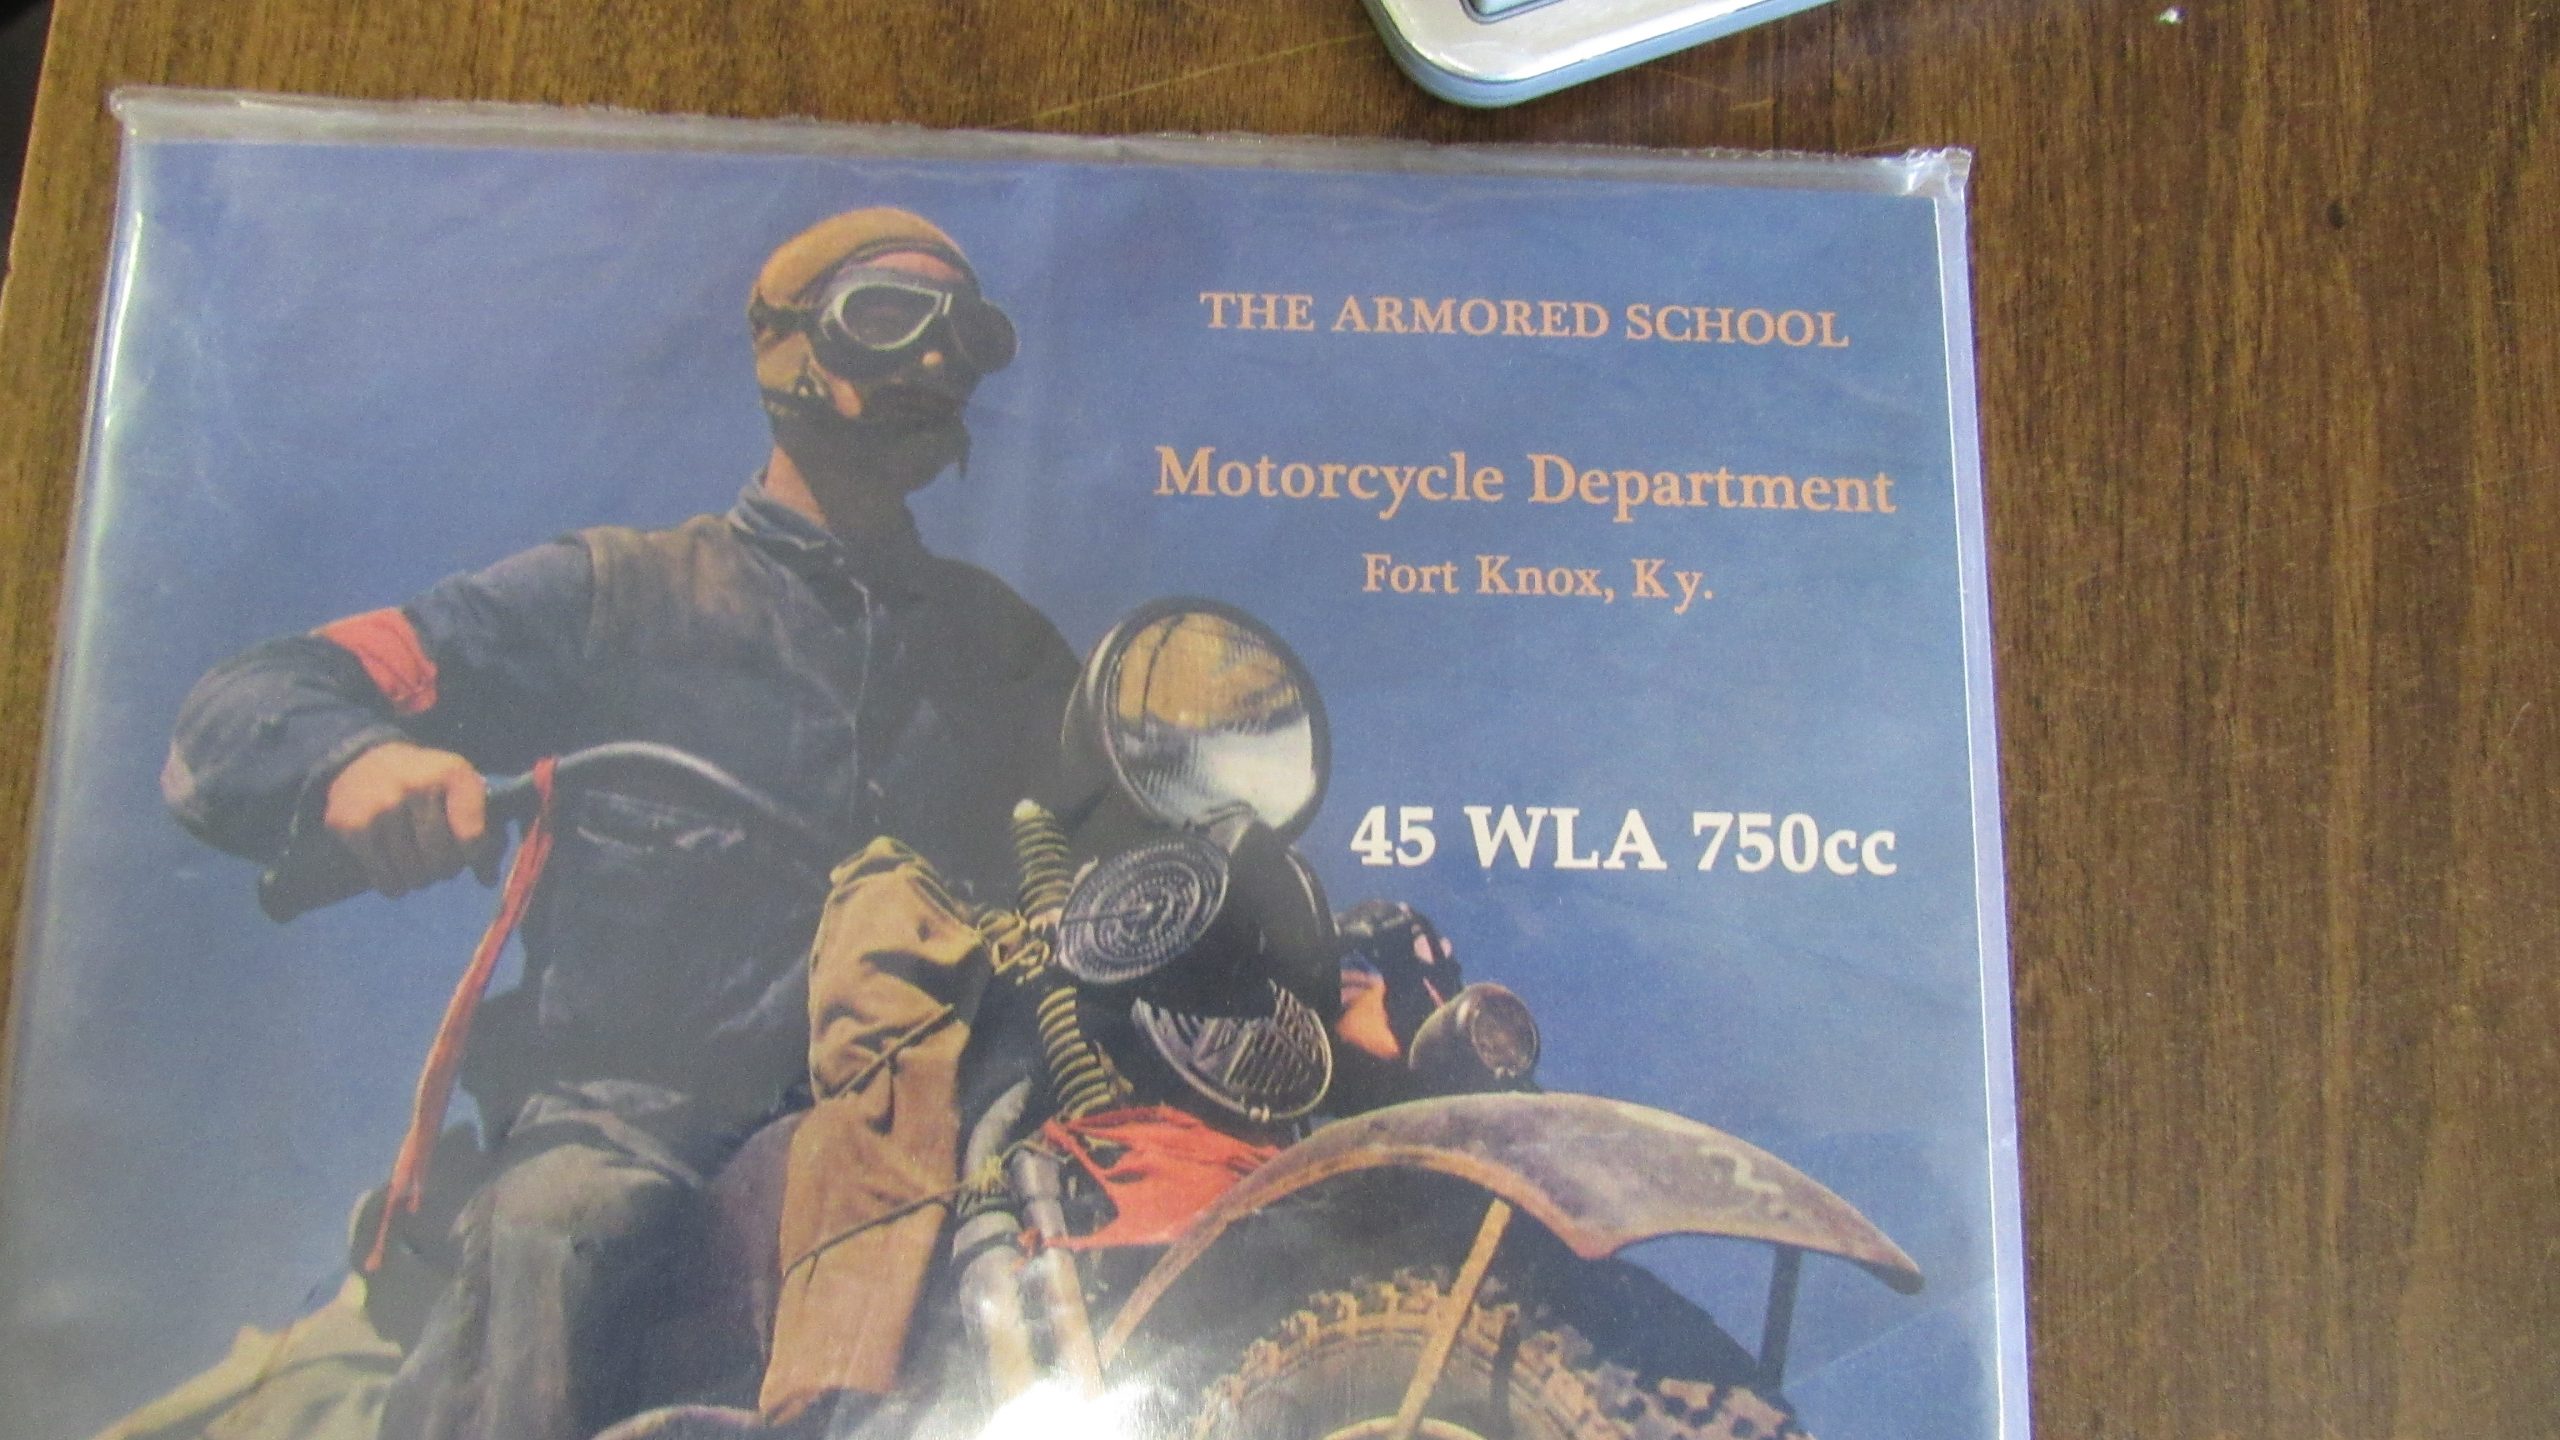 THE ARMORED SCHOOL
Motorcycle Department
Fort Knox, Ky.
45 WLA 750cc